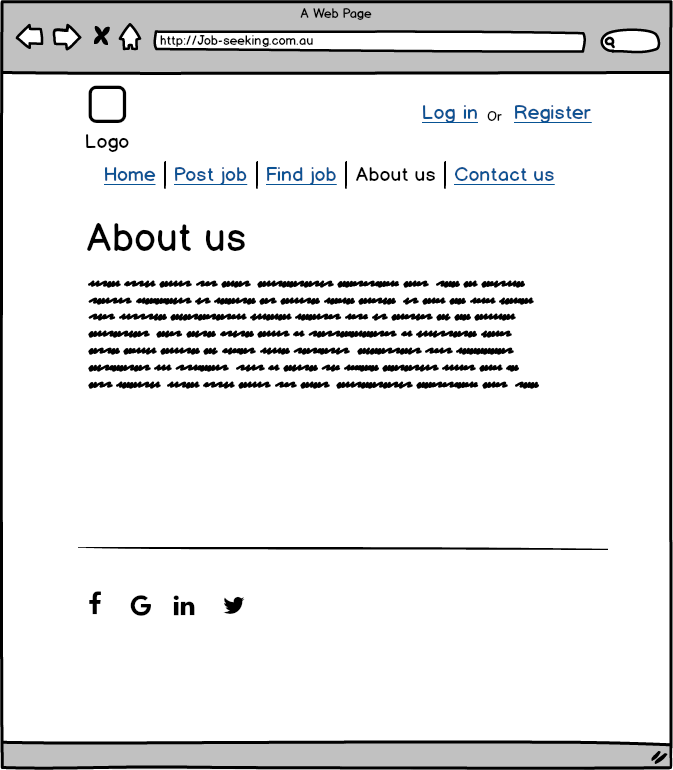 A Web Page
http://Job-seeking.com.au
Log in or Register
Logo
Home Post job Find job About us Contact us
About us